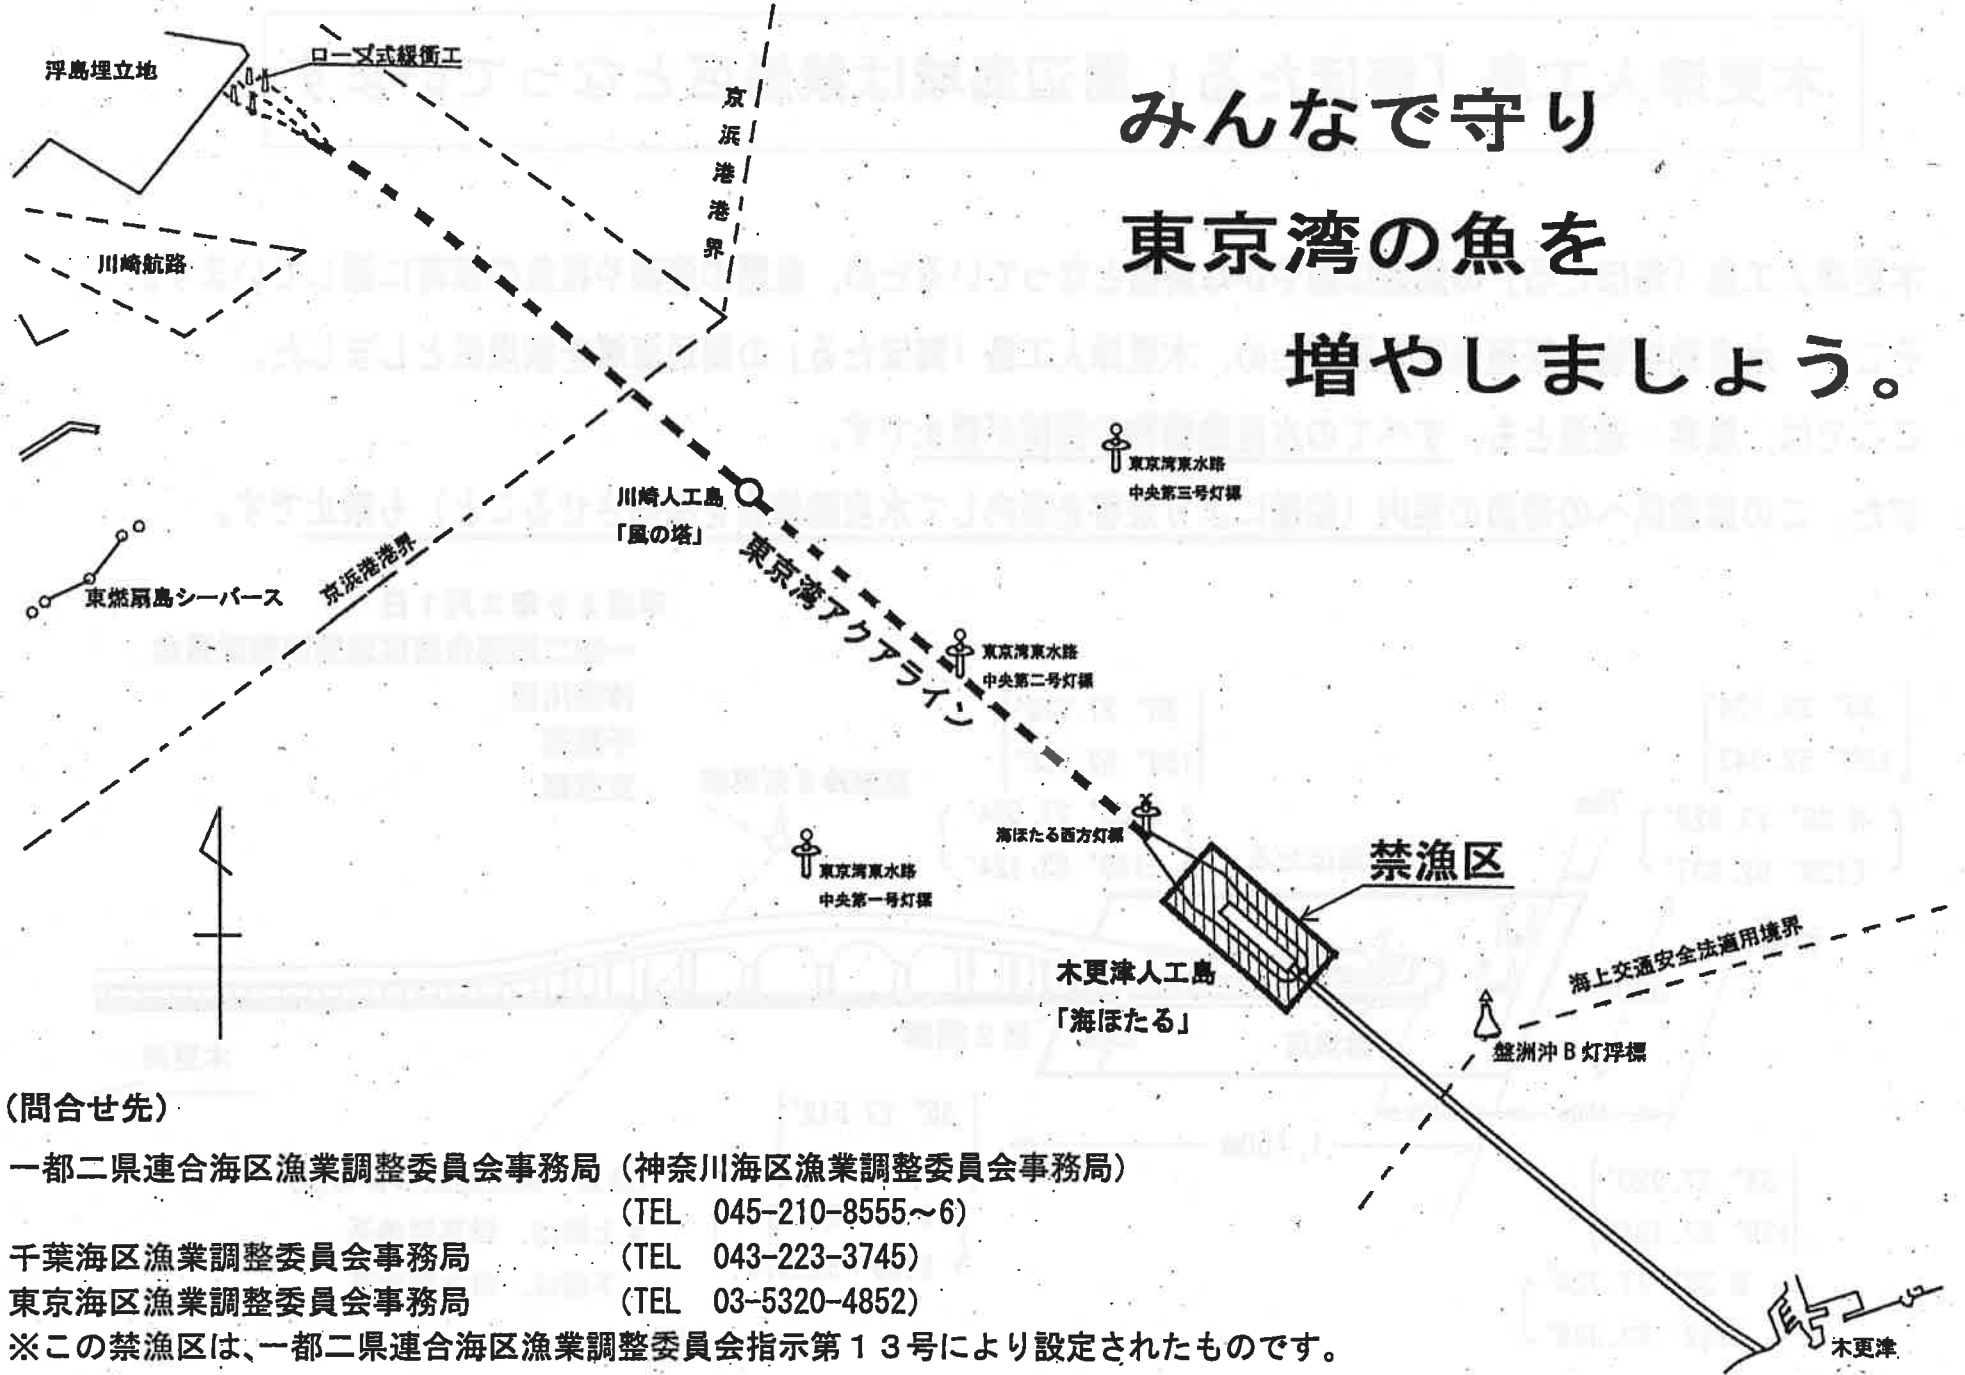 浮島埋立地
ローズ式緩衝工
京浜港港界
みんなで守り
東京湾の魚を
増やしましょう。
川崎航路
東京湾東水路
中央第三号灯標
川崎人工島
「風の塔」
東京湾アクアライン
京浜港港界
東燃扇島シーバース
東京湾東水路
中央第二号灯標
海ほたる西方灯標
東京湾東水路
中央第一号灯標
禁漁区
木更津人工島
「海ほたる」
海上交通安全法適用境界
盤洲沖B灯浮標
(問合せ先)
一都二県連合海区漁業調整委員会事務局 (神奈川海区漁業調整委員会事務局)
(TEL 045-210-8555~6)
千葉海区漁業調整委員会事務局 (TEL 043-223-3745)
東京海区漁業調整委員会事務局 (TEL 03-5320-4852)
※この禁漁区は、一都二県連合海区漁業調整委員会指示第13号により設定されたものです。
木更津